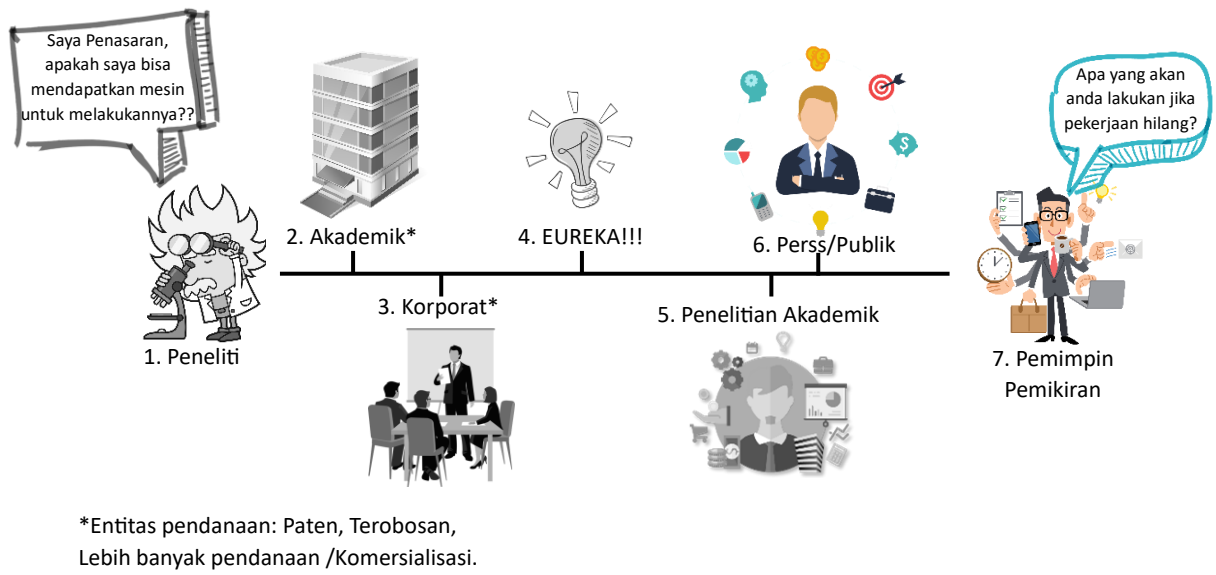 Saya Penasaran,
apakah saya bisa
mendapatkan mesin
untuk melakukannya??
Apa yang akan
anda lakukan jika
pekerjaan hilang?
1. Peneliti
2. Akademik*
3. Korporat*
4. EUREKA!!!
5. Penelitian Akademik
6. Perss/Publik
7. Pemimpin
Pemikiran
*Entitas pendanaan: Paten, Terobosan,
Lebih banyak pendanaan /Komersialisasi.